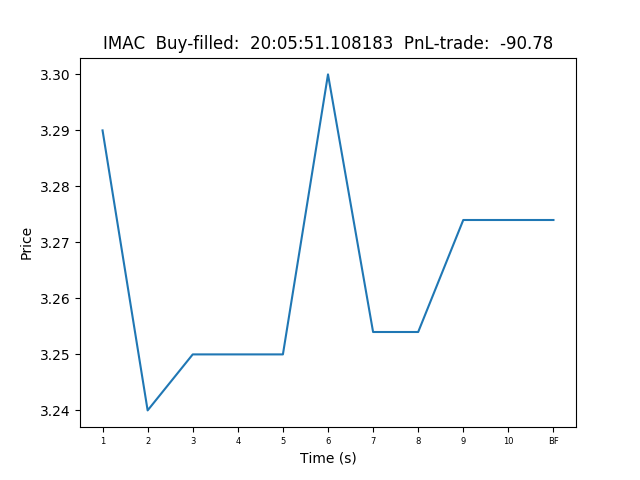 IMAC Buy-filled: 20:05:51.108183 PnL-trade: -90.78
Price
3.30
3.29
3.28
3.27
3.26
3.25
3.24
1 2 3 4 5 6 7 8 9 10 BF
Time (s)